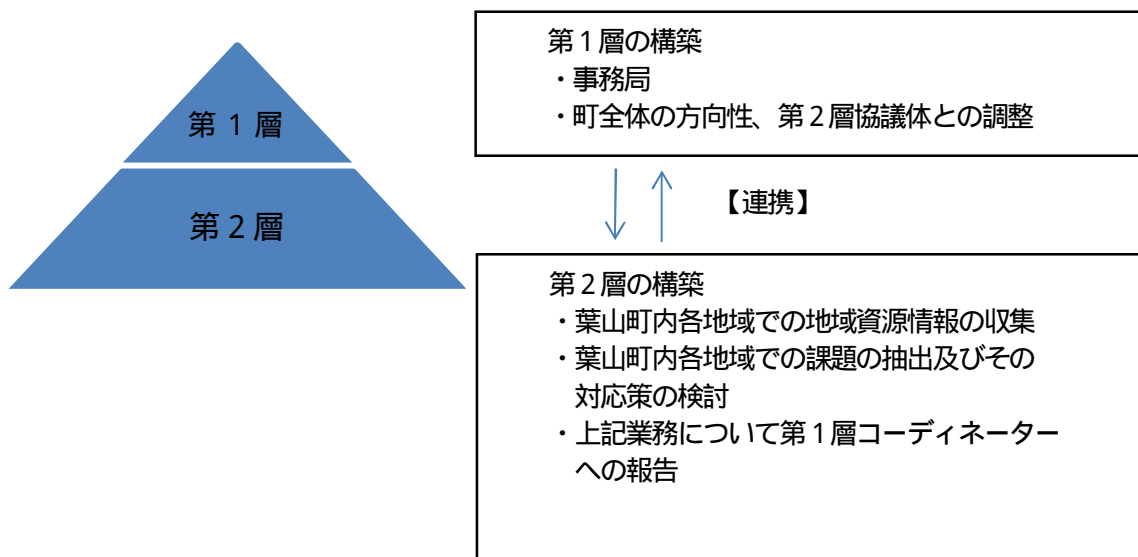 第1層
第2層
第1層の構築
・事務局
・町全体の方向性、第2層協議体との調整
【連携】
第2層の構築
・葉山町内各地域での地域資源情報の収集
・葉山町内各地域での課題の抽出及びその
対応策の検討
・上記業務について第1層コーディネーター
への報告